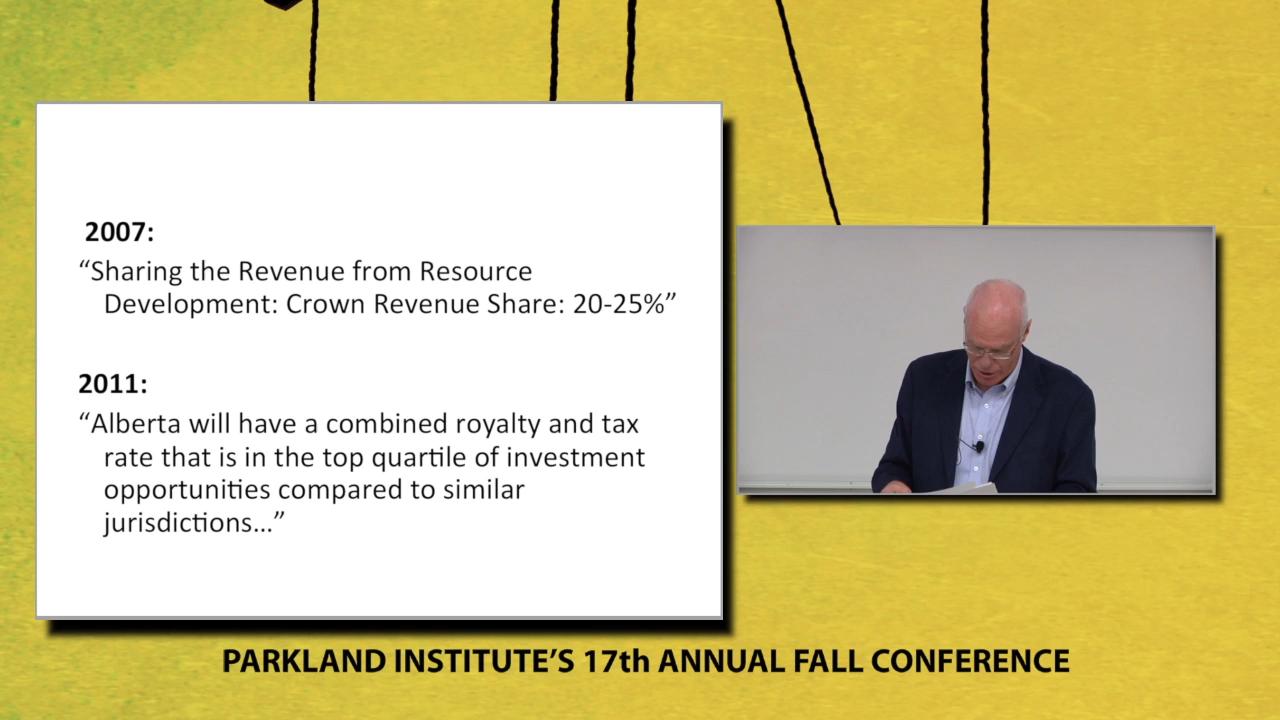 2007:
“Sharing the Revenue from Resource
Development: Crown Revenue Share: 20-25%”
2011:
“Alberta will have a combined royalty and tax
rate that is in the top quartile of investment
opportunities compared to similar
jurisdictions...”
PARKLAND INSTITUTE’S 17th ANNUAL FALL CONFERENCE